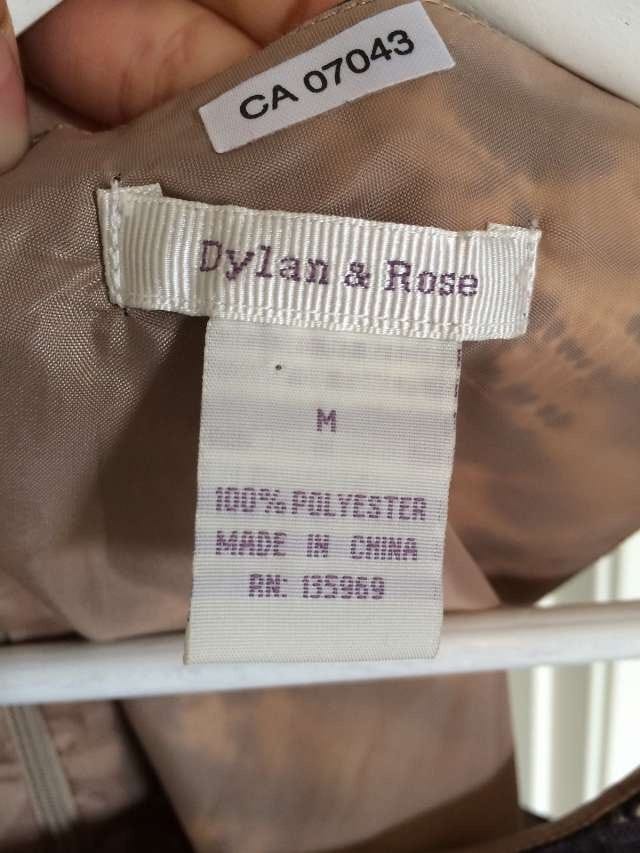 CA 07043
Dylan & Rose
M
100% POLYESTER
MADE IN CHINA
RN: 135969